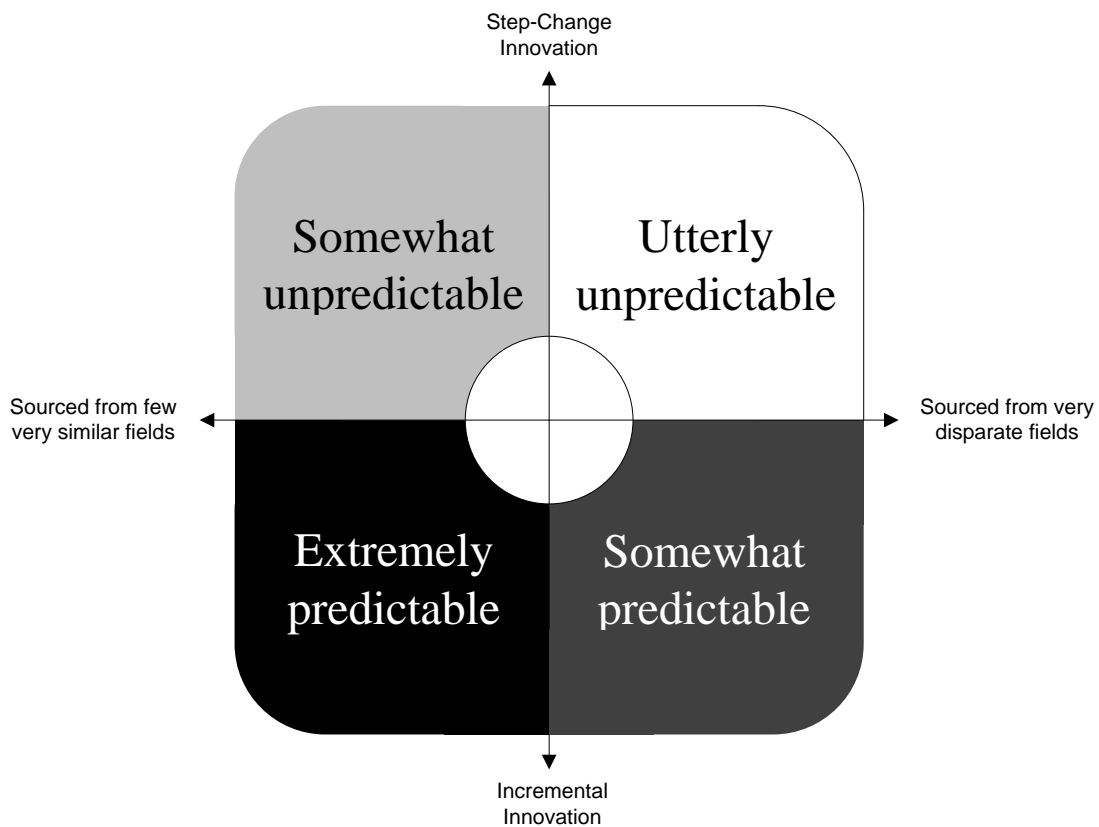 Step-Change
Innovation
Somewhat
unpredictable
Utterly
unpredictable
Sourced from few
very similar fields
Sourced from very
disparate fields
Extremely
predictable
Somewhat
predictable
Incremental
Innovation